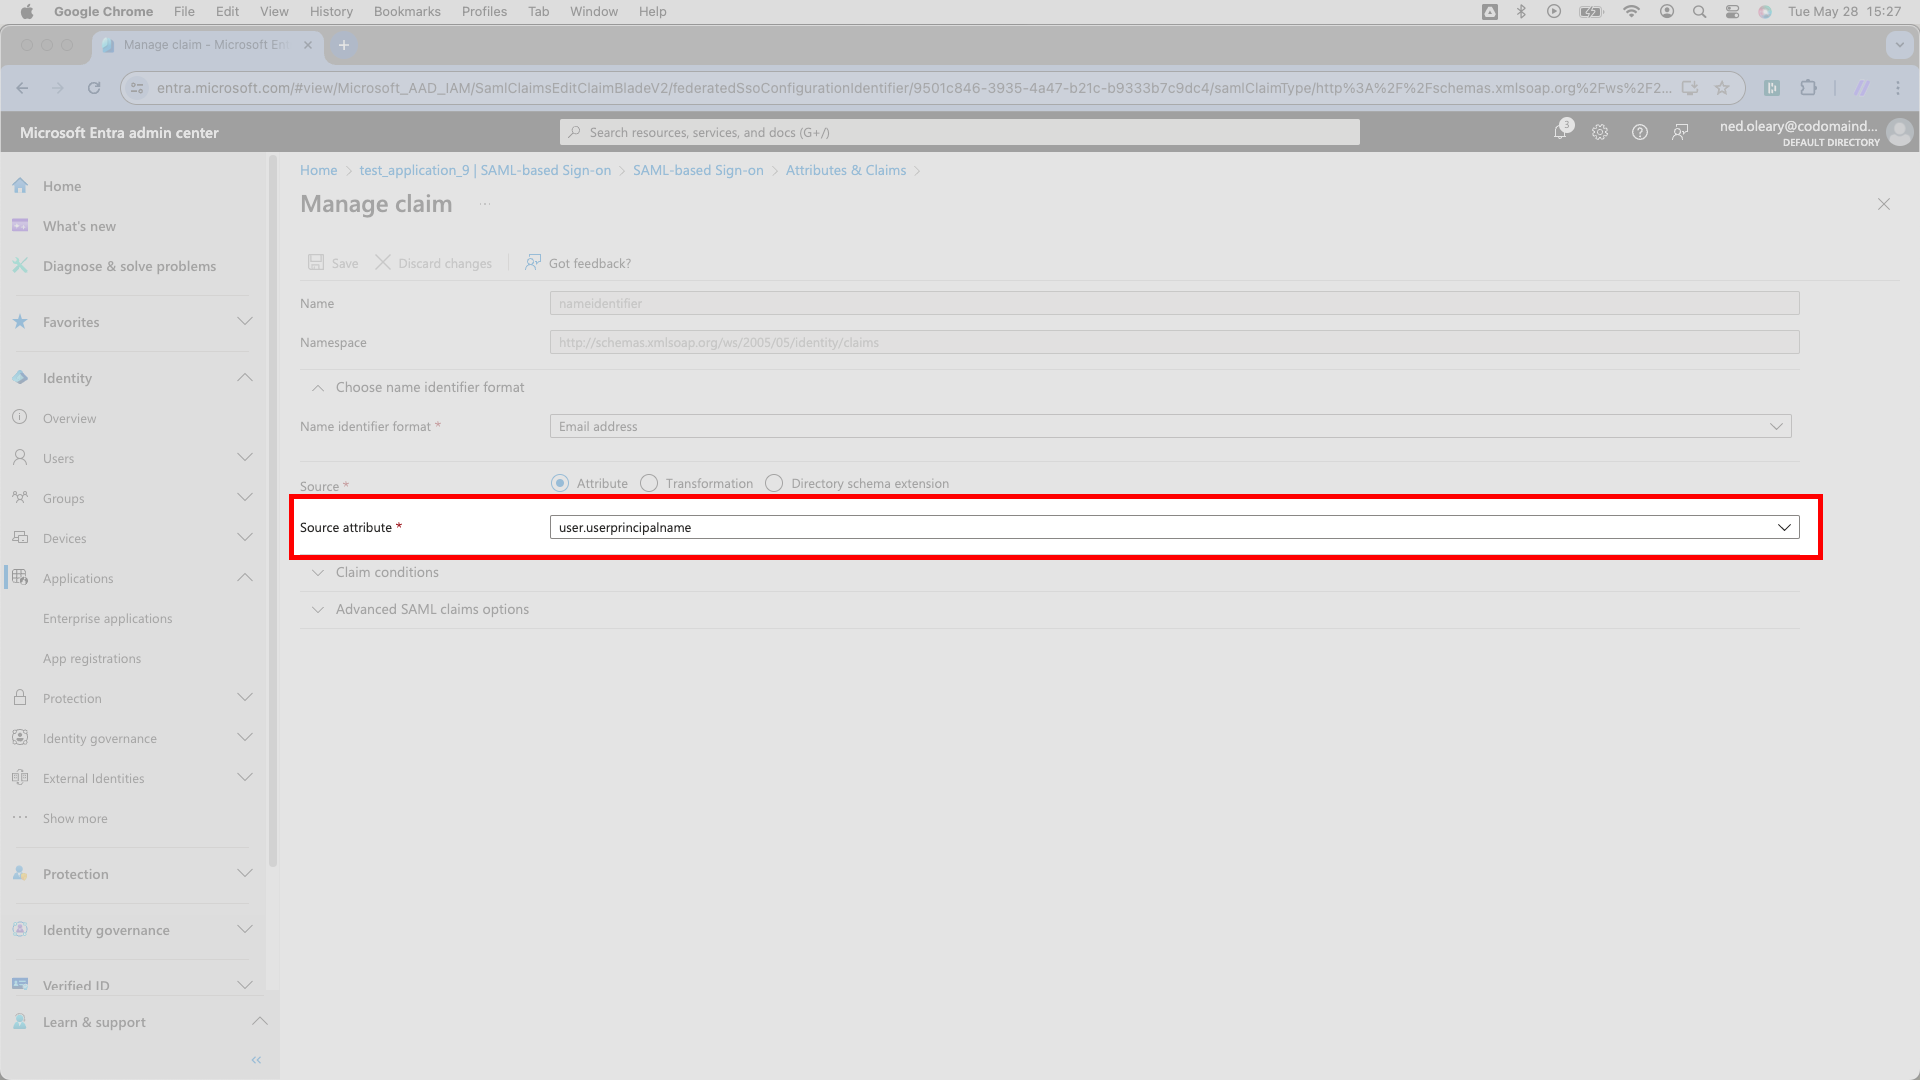 Google Chrome File Edit View History Bookmarks Profiles Tab Window Help Tue May 28 15:27
Manage claim - Microsoft Ent
entra.microsoft.com/#view/Microsoft_AAD_IAM/SamlClaimsEditClaimBladeV2/federatedSsoConfigurationIdentifier/9501c846-3935-4a47-b21c-b9333b7c9dc4/samlClaimType/http%3A%2F%2Fschemas.xmlsoap.org%2Fws%2F2...
Microsoft Entra admin center
Search resources, services, and docs (G+/)
3
ned.oleary@codomaind...
DEFAULT DIRECTORY
Home
What's new
Diagnose & solve problems
Favorites
Identity
Overview
Users
Groups
Devices
Applications
Enterprise applications
App registrations
Protection
Identity governance
External Identities
Show more
Protection
Identity governance
Verified ID
Learn & support
Home > test_application_9 | SAML-based Sign-on > SAML-based Sign-on > Attributes & Claims >
Manage claim ...
Save Discard changes Got feedback?
Name nameidentifier
Namespace http://schemas.xmlsoap.org/ws/2005/05/identity/claims
Choose name identifier format
Name identifier format * Email address
Source * Attribute Transformation Directory schema extension
Source attribute * user.userprincipalname
Claim conditions
Advanced SAML claims options